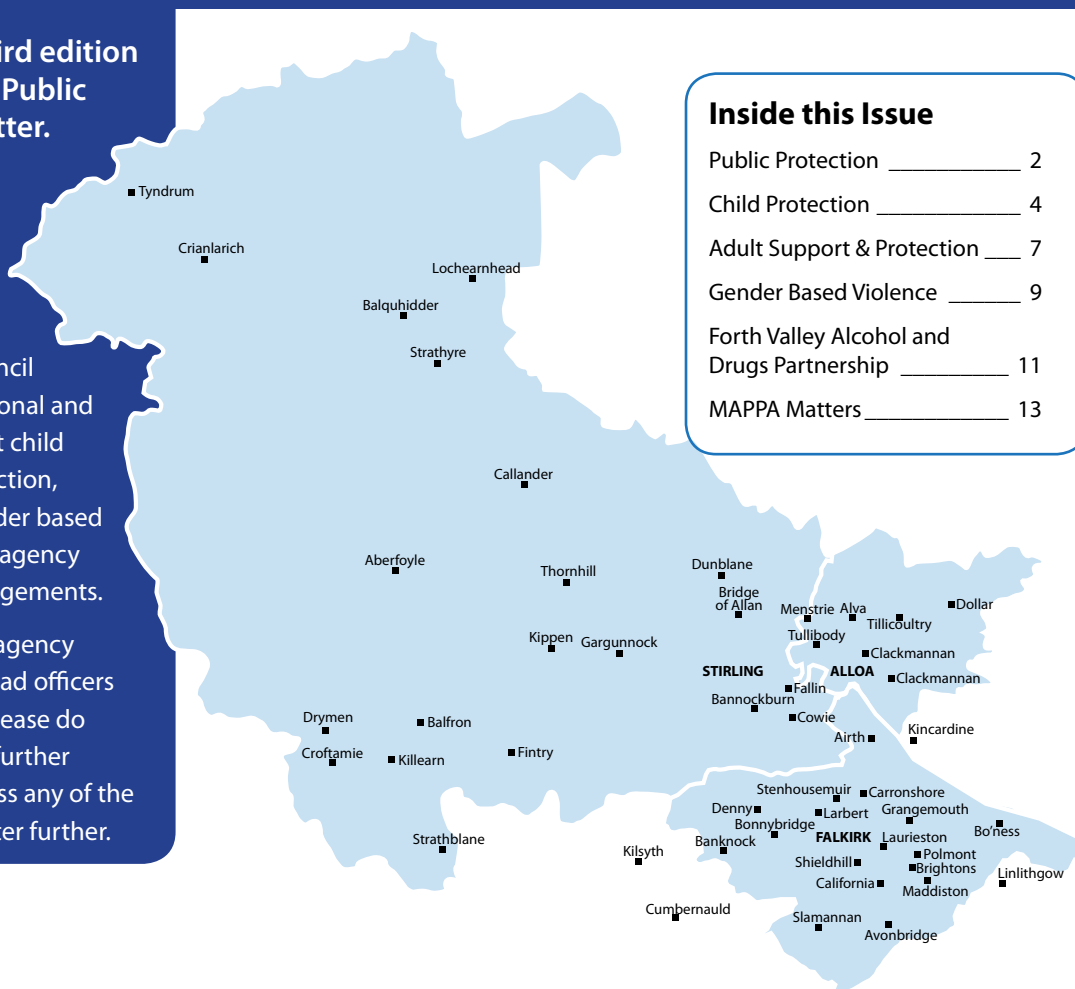 ird edition
Public
tter.
ncil
onal and
t child
ction,
der based
agency
gements.
agency
ad officers
ease do
further
ss any of the
ter further.
Inside this Issue
Public Protection ___________ 2
Child Protection ____________ 4
Adult Support & Protection ___ 7
Gender Based Violence ______ 9
Forth Valley Alcohol and
Drugs Partnership _________ 11
MAPPA Matters____________ 13
Tyndrum
Crianlarich
Lochearnhead
Balquhidder
Strathyre
Callander
Aberfoyle
Thornhill
Dunblane
Bridge
of Allan
Menstrie
Alva
Tillicoultry
Dollar
Tullibody
Kippen
Gargunnock
Clackmannan
STIRLING
ALLOA
Clackmannan
Fallin
Bannockburn
Cowie
Drymen
Balfron
Airth
Kincardine
Croftamie
Killearn
Fintry
Stenhousemuir
Carronshore
Denny
Larbert
Grangemouth
Bonnybridge
FALKIRK
Laurieston
Bo'ness
Strathblane
Banknock
Kilsyth
Polmont
Shieldhill
Brightons
Linlithgow
California
Maddiston
Cumbernauld
Slamannan
Avonbridge